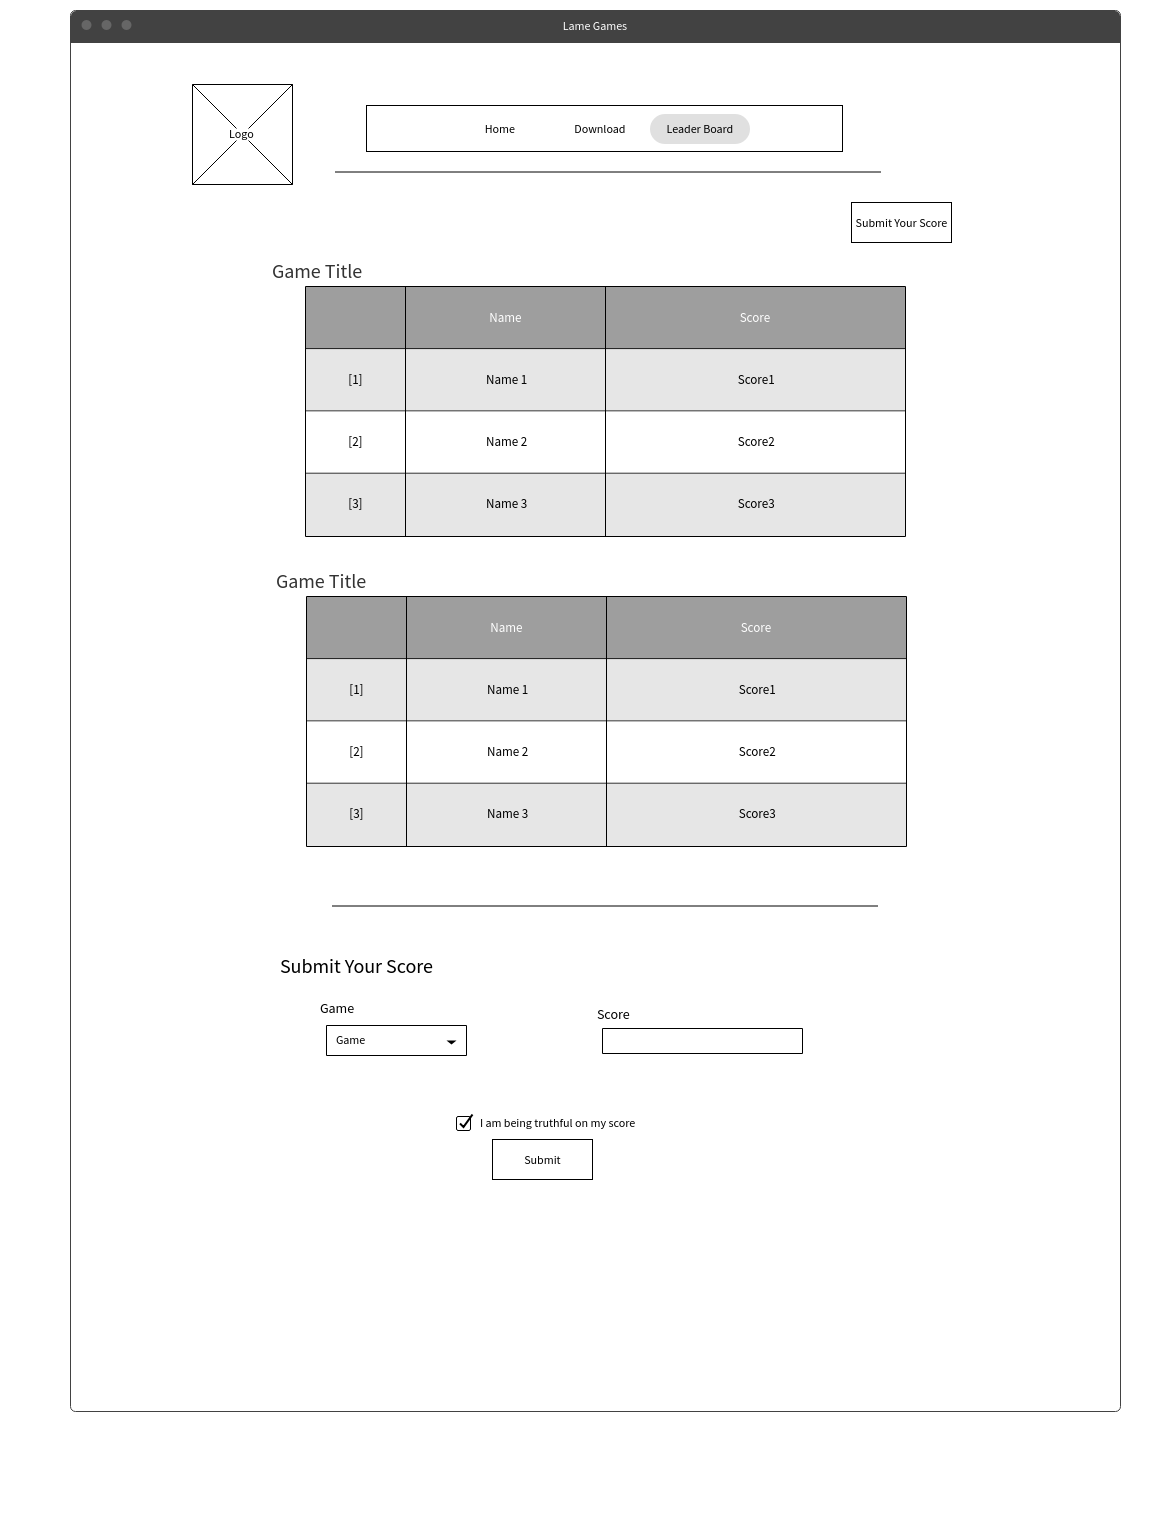 Lame Games
Logo
Home Download Leader Board
Submit Your Score
Game Title
Name Score
[1] Name 1 Score1
[2] Name 2 Score2
[3] Name 3 Score3
Game Title
Name Score
[1] Name 1 Score1
[2] Name 2 Score2
[3] Name 3 Score3
Submit Your Score
Game
Score
Game
I am being truthful on my score
Submit